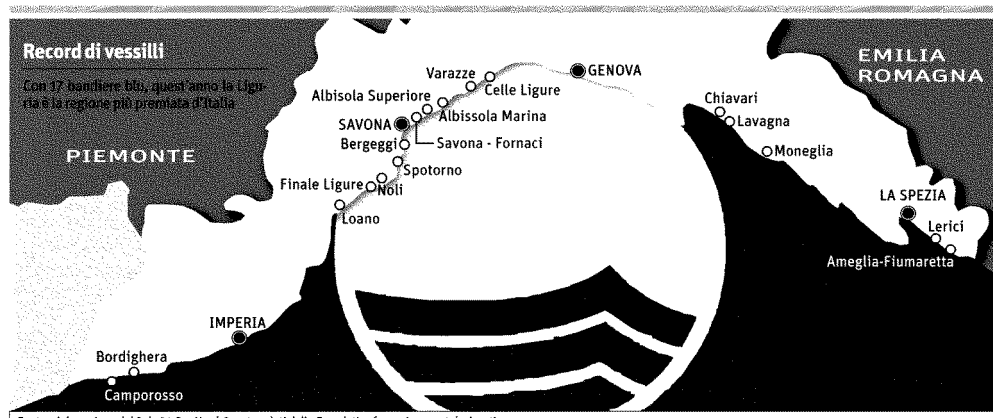 Record di vessilli
Con 17 bandiere blu, quest'anno la Ligu-
ria è la regione più premiata d'Italia
PIEMONTE
EMILIA
ROMAGNA
GENOVA
Varazze
Celle Ligure
Albisola Superiore
Albissola Marina
SAVONA
Savona - Fornaci
Bergeggi
Spotorno
Finale Ligure
Noli
Loano
Chiavari
Lavagna
Moneglia
LA SPEZIA
Lerici
Ameglia-Fiumaretta
IMPERIA
Bordighera
Camporosso